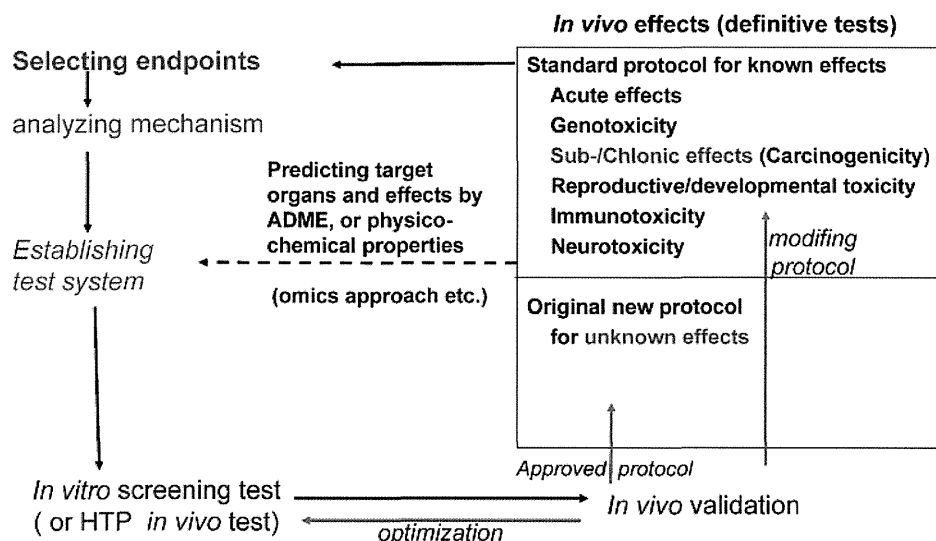 In vivo effects (definitive tests)
Selecting endpoints
analyzing mechanism
Establishing
test system
In vitro screening test
( or HTP in vivo test)
Predicting target
organs and effects by
ADME, or physico-
chemical properties
(omics approach etc.)
Standard protocol for known effects
Acute effects
Genotoxicity
Sub-/Chlonic effects (Carcinogenicity)
Reproductive/developmental toxicity
Immunotoxicity
Neurotoxicity
modifing
protocol
Original new protocol
for unknown effects
Approved protocol
In vivo validation
optimization